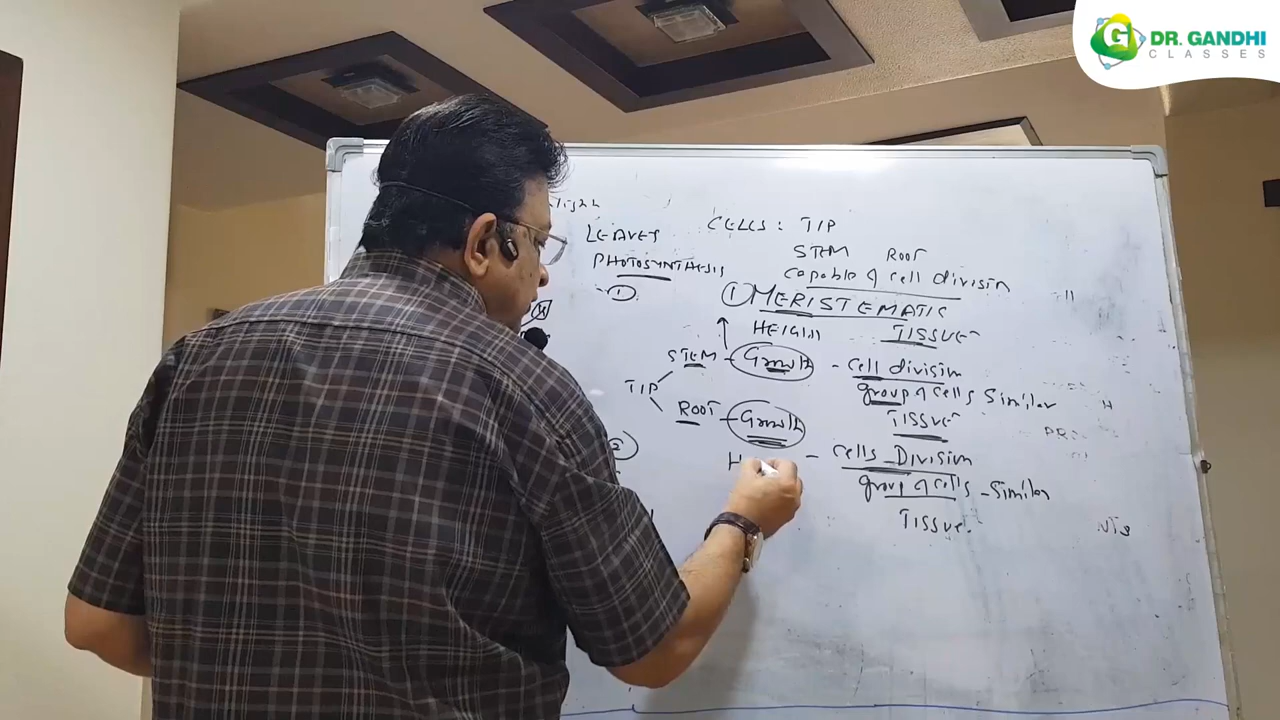 DR. GANDHI
CLASSES
LEAVES
PHOTOSYNTHESIS
①
CELLS : TIP
STEM ROOT
capable of cell division
① MERISTEMATIC
TISSUE
HEIGHT
STEM - Growth - cell division
group of cells similar
TISSUE
TIP
ROOT - Growth
- cells Division
H
group of cells - similar
TISSUE
②